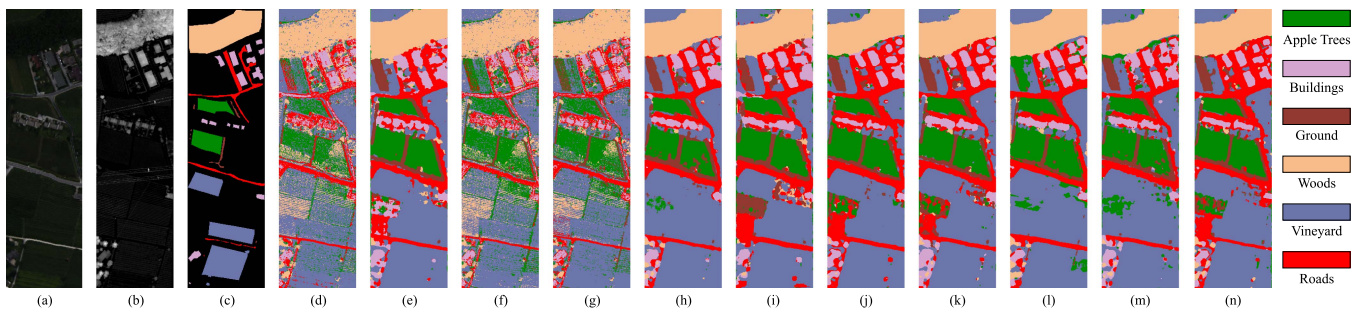 Apple Trees
Buildings
Ground
Woods
Vineyard
Roads
(a) (b) (c) (d) (e) (f) (g) (h) (i) (j) (k) (l) (m) (n)